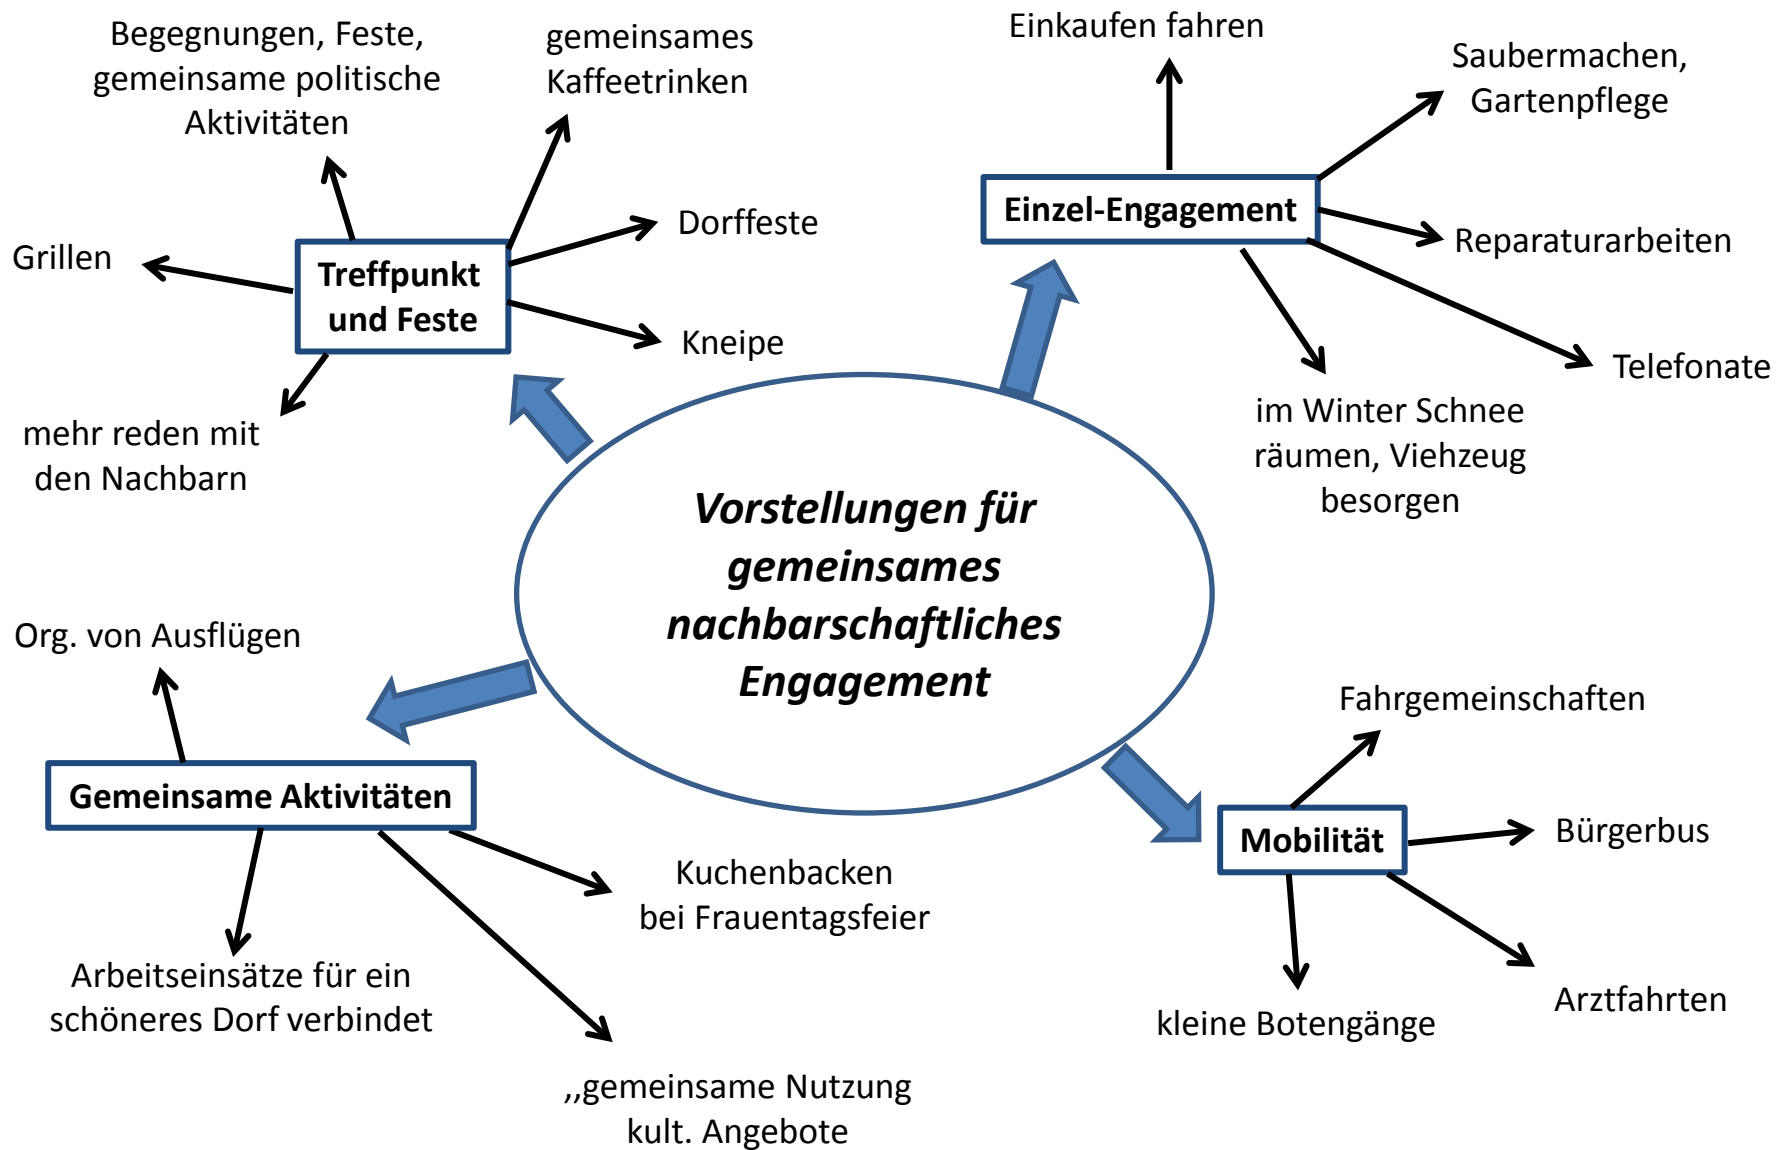 Begegnungen, Feste,
gemeinsame politische
Aktivitäten
gemeinsames
Kaffeetrinken
Grillen
Treffpunkt
und Feste
Dorffeste
Kneipe
mehr reden mit
den Nachbarn
Einkaufen fahren
Saubermachen,
Gartenpflege
Einzel-Engagement
Reparaturarbeiten
Telefonate
im Winter Schnee
räumen, Viehzeug
besorgen
Vorstellungen für
gemeinsames
nachbarschaftliches
Engagement
Org. von Ausflügen
Gemeinsame Aktivitäten
Kuchenbacken
bei Frauentagsfeier
Arbeitseinsätze für ein
schöneres Dorf verbindet
,,gemeinsame Nutzung
kult. Angebote
Fahrgemeinschaften
Mobilität
Bürgerbus
Arztfahrten
kleine Botengänge